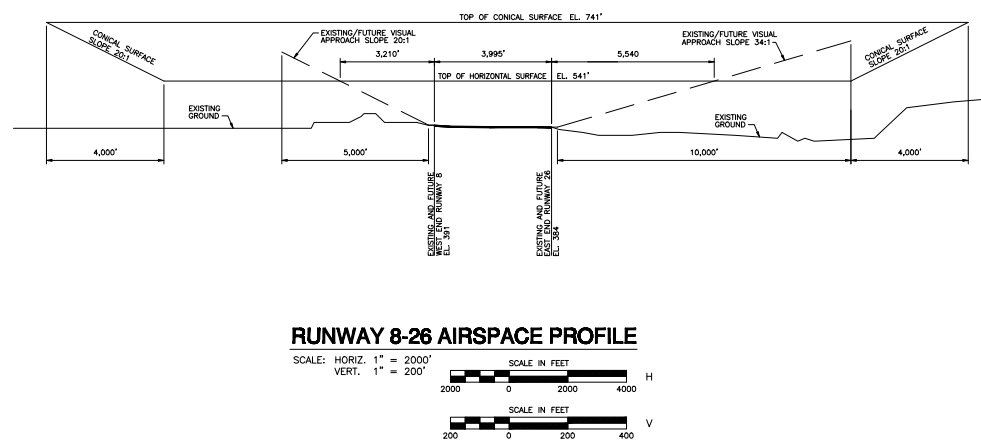 TOP OF CONICAL SURFACE EL. 741'
CONICAL SURFACE
SLOPE 20:1
EXISTING/FUTURE VISUAL
APPROACH SLOPE 20:1
EXISTING/FUTURE VISUAL
APPROACH SLOPE 34:1
CONICAL SURFACE
SLOPE 20:1
3,210'
3,995'
5,540
TOP OF HORIZONTAL SURFACE EL. 541'
EXISTING
GROUND
EXISTING
GROUND
4,000'
5,000'
10,000'
4,000'
EXISTING AND FUTURE
WEST END RUNWAY 8
EL. 391
EXISTING AND FUTURE
EAST END RUNWAY 26
EL. 384
RUNWAY 8-26 AIRSPACE PROFILE
SCALE: HORIZ. 1" = 2000'
VERT. 1" = 200'
SCALE IN FEET
2000 0 2000 4000 H
SCALE IN FEET
200 0 200 400 V